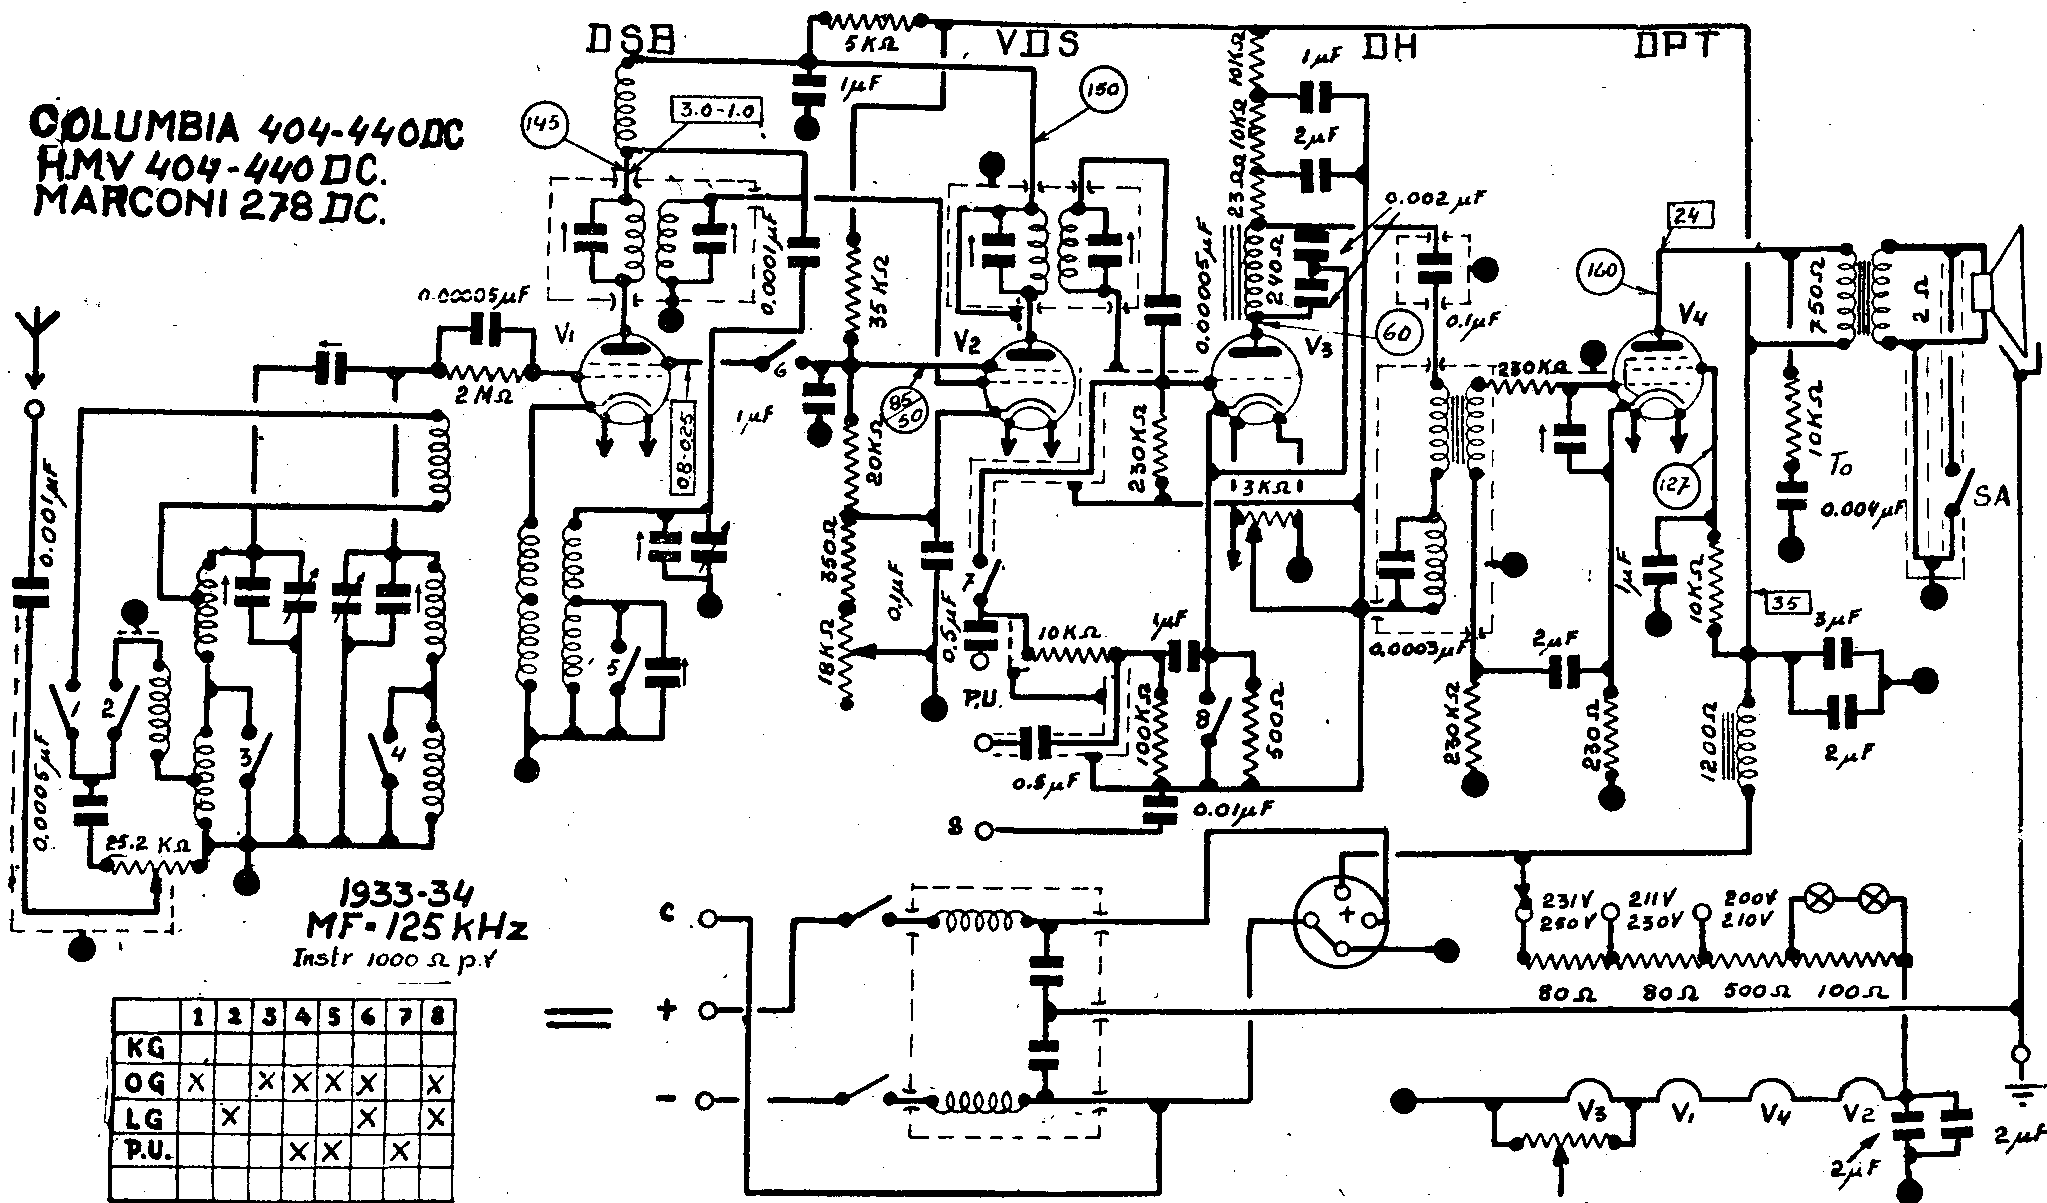 DSB
VDS
DH
DPT
COLUMBIA 404-440DC
H.M.V 404-440 DC.
MARCONI 278 DC.
5KΩ
1µF
145
3.0-1.0
150
10KΩ
10KΩ
23Ω
1µF
2µF
0.002µF
24
160
60
0.00005µF
2MΩ
V1
0.0001µF
35KΩ
V2
0.00005µF
240Ω
V3
0.1µF
V4
750Ω
2Ω
6
1µF
85
50
0.8-0.25
20KΩ
230KΩ
230KΩ
3KΩ
127
10KΩ
To
0.004µF
SA
0.001µF
350Ω
0.1µF
7
0.5µF
18KΩ
P.U.
10KΩ
1µF
0.5µF
100KΩ
8
500Ω
0.01µF
0.0003µF
230KΩ
2µF
230Ω
1µF
10KΩ
35
3µF
2µF
1200Ω
1
2
3
4
5
0.0005µF
25.2 KΩ
1933-34
MF=125 kHz
Instr 1000 Ω p.V
8
C
+
-
+
231V
250V
211V
230V
200V
210V
80Ω
80Ω
500Ω
100Ω
V3
V1
V4
V2
2µF
2µF
1 2 3 4 5 6 7 8
KG
OG X X X X X X
LG X X X
P.U. X X X